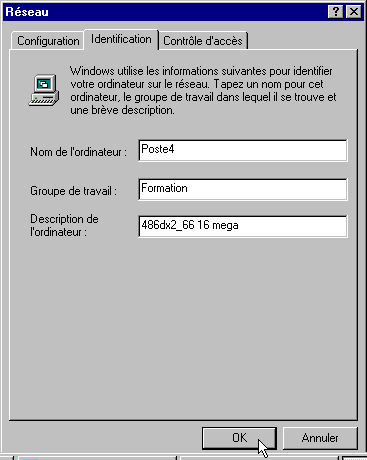 Réseau
Configuration
Identification
Contrôle d'accès
Windows utilise les informations suivantes pour identifier
votre ordinateur sur le réseau. Tapez un nom pour cet
ordinateur, le groupe de travail dans lequel il se trouve et
une brève description.
Nom de l'ordinateur :
Poste4
Groupe de travail :
Formation
Description de
l'ordinateur :
486dx2_66 16 mega
OK
Annuler